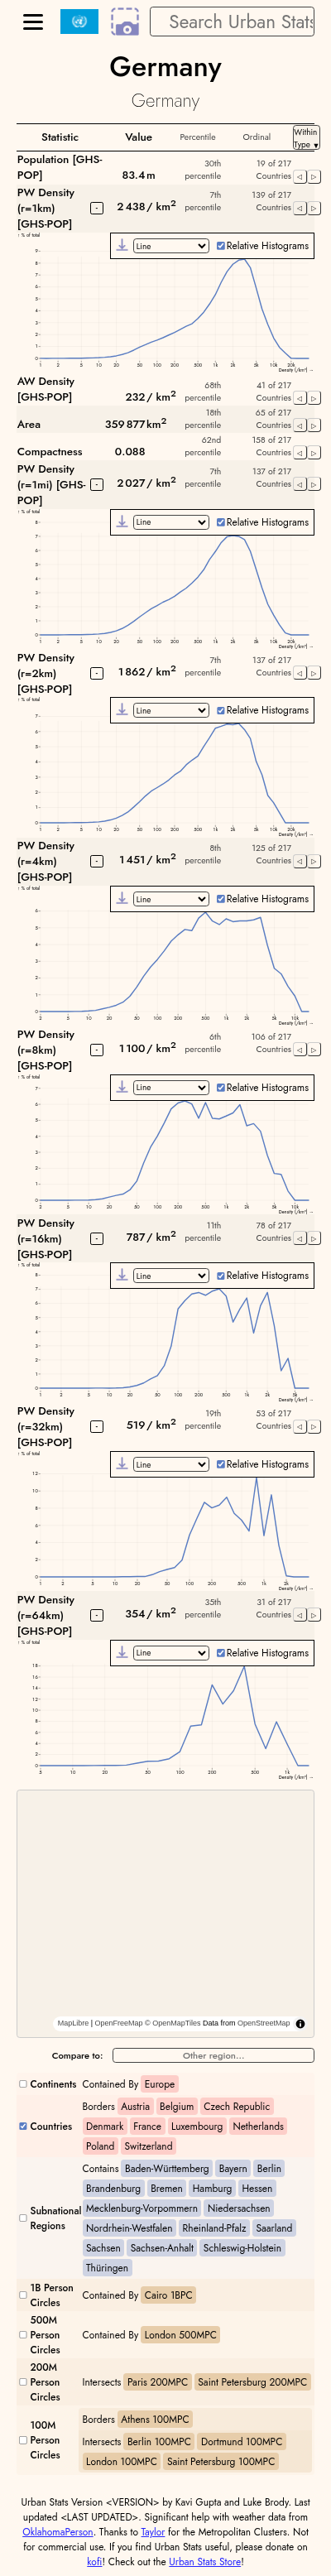 Search Urban Stats
Germany
Germany
Statistic Value Percentile Ordinal Within Type ▼
Population [GHS-POP] 83.4 m 30th percentile 19 of 217 Countries ◁ ▷
PW Density (r=1km) [GHS-POP] - 2 438 / km2 7th percentile 139 of 217 Countries ◁ ▷
Line Relative Histograms
AW Density [GHS-POP] 232 / km2 68th percentile 41 of 217 Countries ◁ ▷
Area 359 877 km2 18th percentile 65 of 217 Countries ◁ ▷
Compactness 0.088 62nd percentile 158 of 217 Countries ◁ ▷
PW Density (r=1mi) [GHS-POP] - 2 027 / km2 7th percentile 137 of 217 Countries ◁ ▷
Line Relative Histograms
PW Density (r=2km) [GHS-POP] - 1 862 / km2 7th percentile 137 of 217 Countries ◁ ▷
Line Relative Histograms
PW Density (r=4km) [GHS-POP] - 1 451 / km2 8th percentile 125 of 217 Countries ◁ ▷
Line Relative Histograms
PW Density (r=8km) [GHS-POP] - 1 100 / km2 6th percentile 106 of 217 Countries ◁ ▷
Line Relative Histograms
PW Density (r=16km) [GHS-POP] - 787 / km2 11th percentile 78 of 217 Countries ◁ ▷
Line Relative Histograms
PW Density (r=32km) [GHS-POP] - 519 / km2 19th percentile 53 of 217 Countries ◁ ▷
Line Relative Histograms
PW Density (r=64km) [GHS-POP] - 354 / km2 35th percentile 31 of 217 Countries ◁ ▷
Line Relative Histograms
MapLibre | OpenFreeMap © OpenMapTiles Data from OpenStreetMap
Compare to: Other region...
Continents Contained By Europe
Countries Borders Austria Belgium Czech Republic
Denmark France Luxembourg Netherlands
Poland Switzerland
Subnational Regions Contains Baden-Württemberg Bayern Berlin
Brandenburg Bremen Hamburg Hessen
Mecklenburg-Vorpommern Niedersachsen
Nordrhein-Westfalen Rheinland-Pfalz Saarland
Sachsen Sachsen-Anhalt Schleswig-Holstein
Thüringen
1B Person Circles Contained By Cairo 1BPC
500M Person Circles Contained By London 500MPC
200M Person Circles Intersects Paris 200MPC Saint Petersburg 200MPC
100M Person Circles Borders Athens 100MPC
Intersects Berlin 100MPC Dortmund 100MPC
London 100MPC Saint Petersburg 100MPC
Urban Stats Version <VERSION> by Kavi Gupta and Luke Brody. Last
updated <LAST UPDATED>. Significant help with weather data from
OklahomaPerson. Thanks to Taylor for the Metropolitan Clusters. Not
for commercial use. If you find Urban Stats useful, please donate on
kofi! Check out the Urban Stats Store!